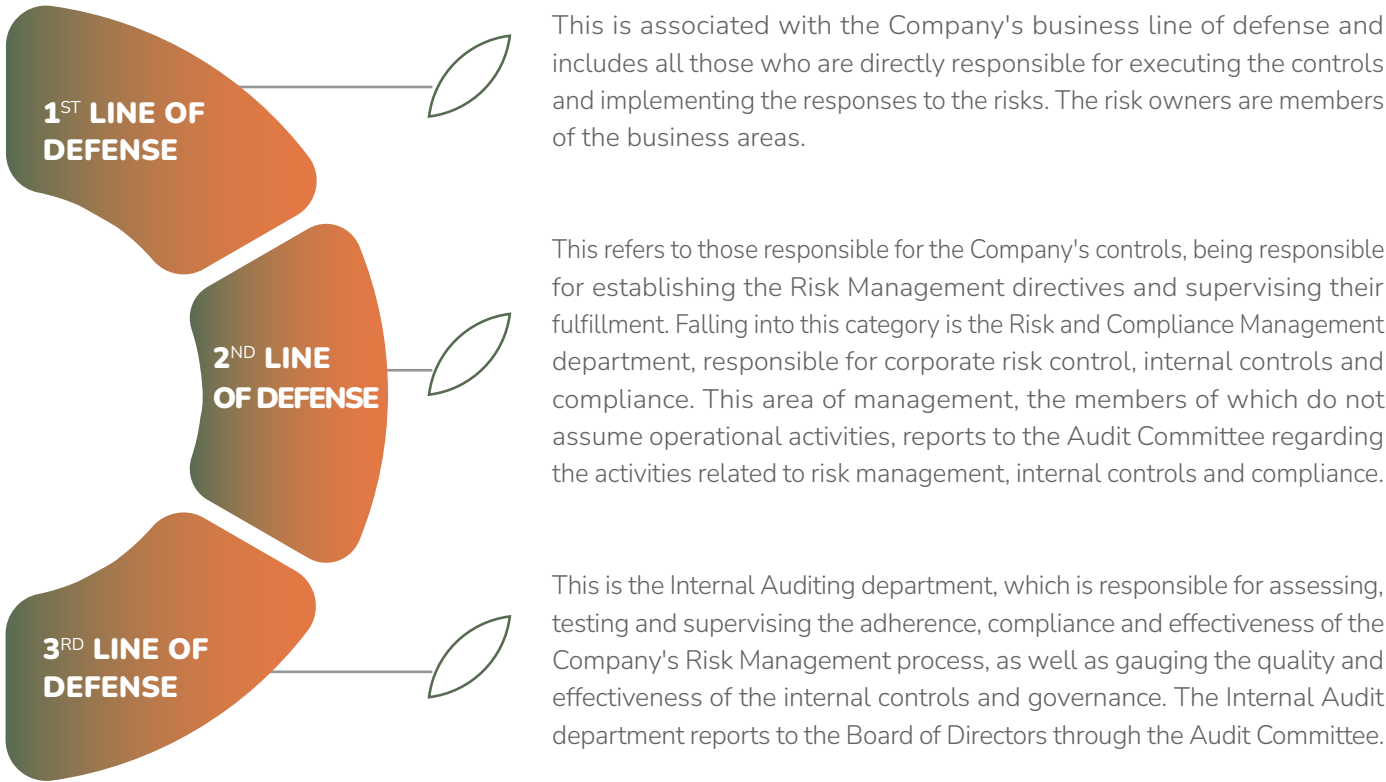 1ST LINE OF
DEFENSE
This is associated with the Company's business line of defense and
includes all those who are directly responsible for executing the controls
and implementing the responses to the risks. The risk owners are members
of the business areas.
2ND LINE
OF DEFENSE
This refers to those responsible for the Company's controls, being responsible
for establishing the Risk Management directives and supervising their
fulfillment. Falling into this category is the Risk and Compliance Management
department, responsible for corporate risk control, internal controls and
compliance. This area of management, the members of which do not
assume operational activities, reports to the Audit Committee regarding
the activities related to risk management, internal controls and compliance.
3RD LINE OF
DEFENSE
This is the Internal Auditing department, which is responsible for assessing,
testing and supervising the adherence, compliance and effectiveness of the
Company's Risk Management process, as well as gauging the quality and
effectiveness of the internal controls and governance. The Internal Audit
department reports to the Board of Directors through the Audit Committee.